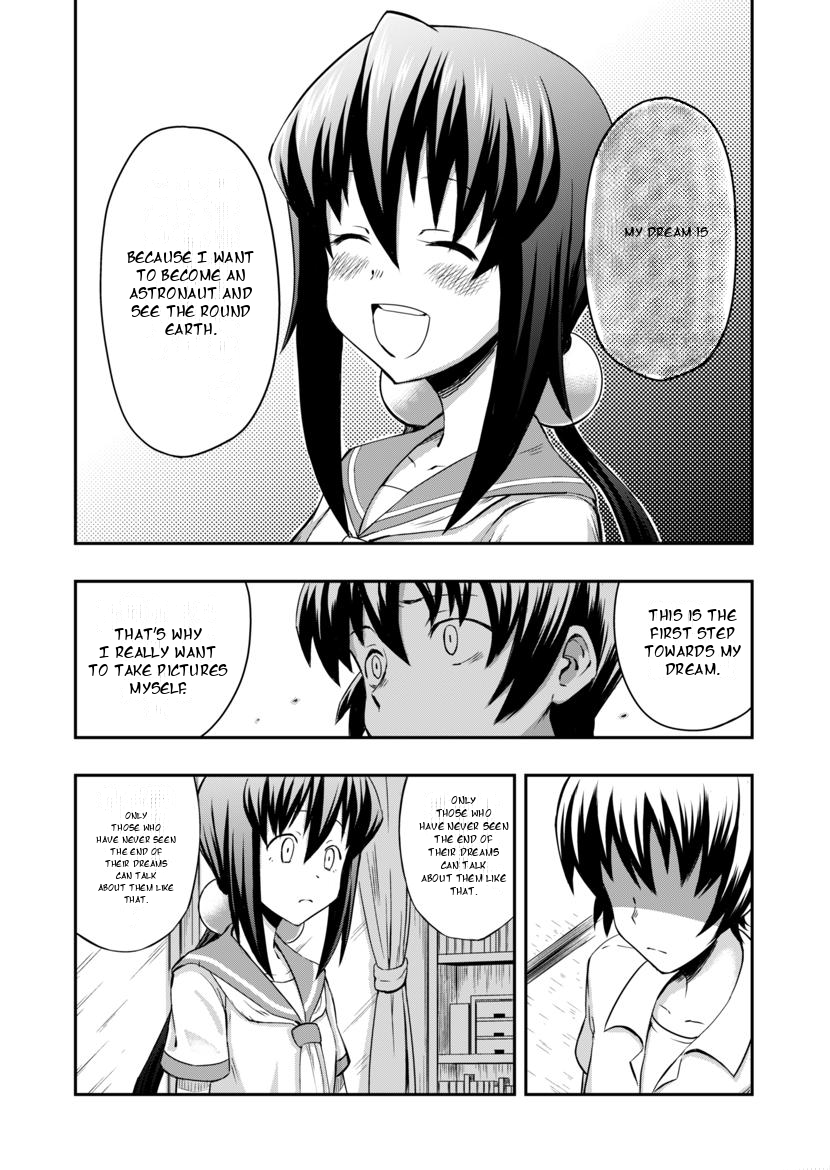 MY DREAM IS
BECAUSE I WANT
TO BECOME AN
ASTRONAUT AND
SEE THE ROUND
EARTH.
THIS IS THE
FIRST STEP
TOWARDS MY
DREAM.
THAT'S WHY
I REALLY WANT
TO TAKE PICTURES
MYSELF.
ONLY
THOSE WHO
HAVE NEVER SEEN
THE END OF
THEIR DREAMS
CAN TALK
ABOUT THEM LIKE
THAT.
ONLY
THOSE WHO
HAVE NEVER SEEN
THE END OF
THEIR DREAMS
CAN TALK
ABOUT THEM LIKE
THAT.